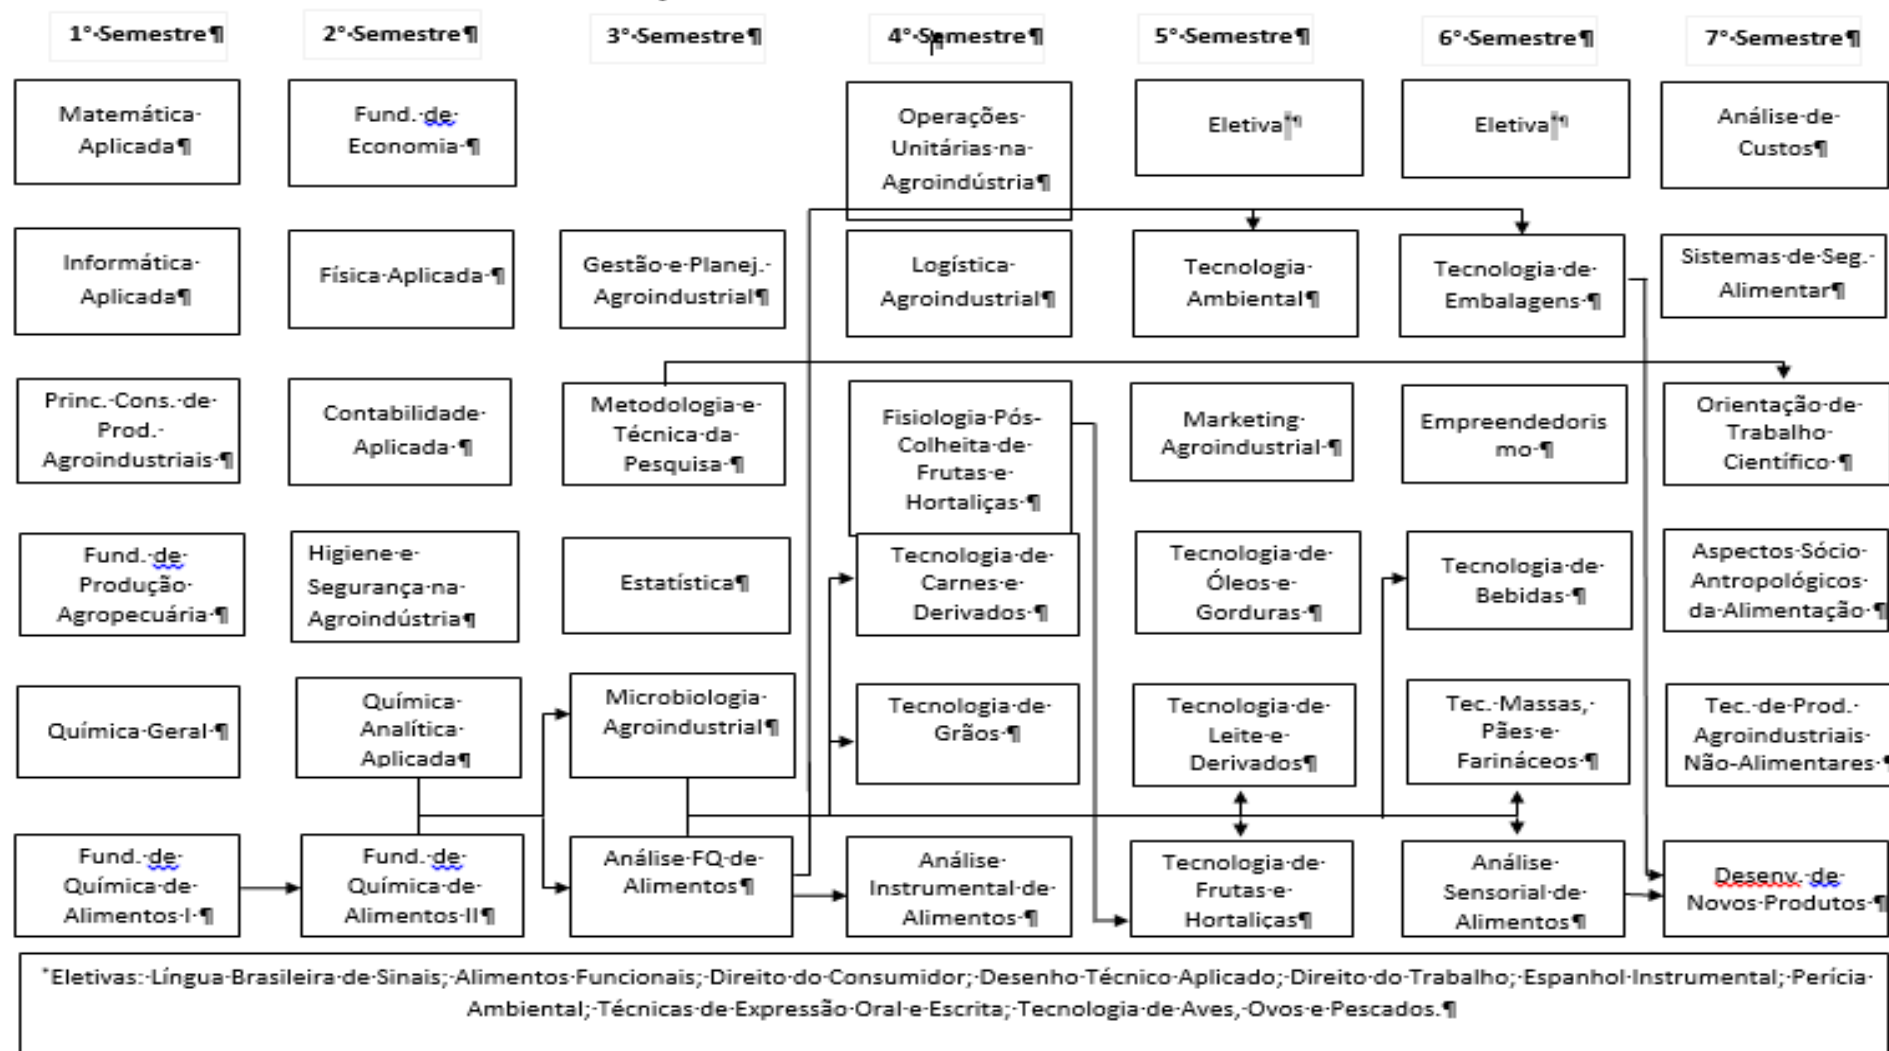 1° Semestre¶
2° Semestre¶
3° Semestre¶
4° Semestre¶
5° Semestre¶
6° Semestre¶
7° Semestre¶
Matemática
Aplicada¶
Fund. de
Economia ¶
Operações
Unitárias na
Agroindústria¶
Eletiva*¶
Eletiva*¶
Análise de
Custos¶
Informática
Aplicada¶
Física Aplicada ¶
Gestão e Planej.
Agroindustrial¶
Logística
Agroindustrial¶
Tecnologia
Ambiental¶
Tecnologia de
Embalagens ¶
Sistemas de Seg.
Alimentar¶
Princ. Cons. de
Prod.
Agroindustriais ¶
Contabilidade
Aplicada ¶
Metodologia e
Técnica da
Pesquisa ¶
Fisiologia Pós-
Colheita de
Frutas e
Hortaliças ¶
Marketing
Agroindustrial ¶
Empreendedoris
mo ¶
Orientação de
Trabalho
Científico ¶
Fund. de
Produção
Agropecuária ¶
Higiene e
Segurança na
Agroindústria¶
Estatística¶
Tecnologia de
Carnes e
Derivados ¶
Tecnologia de
Óleos e
Gorduras ¶
Tecnologia de
Bebidas ¶
Aspectos Sócio
Antropológicos
da Alimentação ¶
Química Geral ¶
Química
Analítica
Aplicada¶
Microbiologia
Agroindustrial¶
Tecnologia de
Grãos ¶
Tecnologia de
Leite e
Derivados¶
Tec. Massas,
Pães e
Farináceos ¶
Tec. de Prod.
Agroindustriais
Não-Alimentares ¶
Fund. de
Química de
Alimentos I ¶
Fund. de
Química de
Alimentos II¶
Análise FQ de
Alimentos¶
Análise
Instrumental de
Alimentos ¶
Tecnologia de
Frutas e
Hortaliças¶
Análise
Sensorial de
Alimentos¶
Desenv. de
Novos Produtos ¶
*Eletivas: Língua Brasileira de Sinais; Alimentos Funcionais; Direito do Consumidor; Desenho Técnico Aplicado; Direito do Trabalho; Espanhol Instrumental; Perícia
Ambiental; Técnicas de Expressão Oral e Escrita; Tecnologia de Aves, Ovos e Pescados.¶